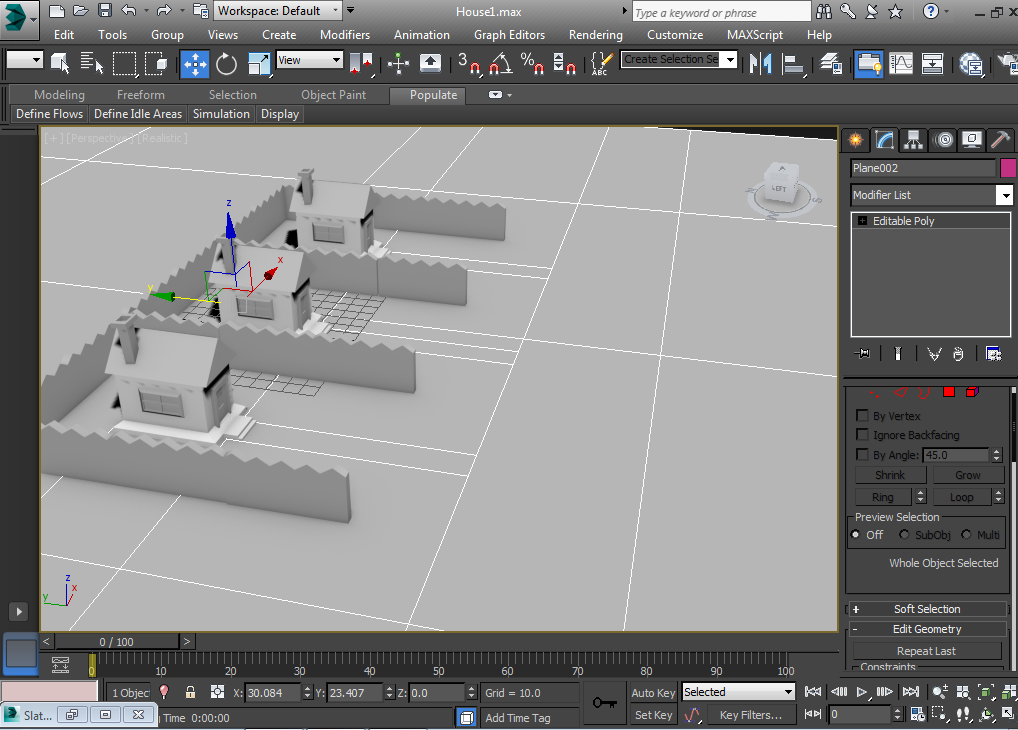 Workspace: Default House1.max Type a keyword or phrase
Edit Tools Group Views Create Modifiers Animation Graph Editors Rendering Customize MAXScript Help
View 3 % ABC Create Selection Se
Modeling Freeform Selection Object Paint Populate
Define Flows Define Idle Areas Simulation Display
[+][Perspective][Realistic]
Plane002
Modifier List
Editable Poly
LEFT
z
x
y
By Vertex
Ignore Backfacing
By Angle: 45.0
Shrink Grow
Ring Loop
Preview Selection
Off SubObj Multi
Whole Object Selected
z
x
y
+ Soft Selection
- Edit Geometry
Repeat Last
Constraints
< 0 / 100 >
0 10 20 30 40 50 60 70 80 90 100
1 Object X: 30.084 Y: 23.407 Z: 0.0 Grid = 10.0 Auto Key Selected
Slat... Time 0:00:00 Add Time Tag Set Key Key Filters... 0